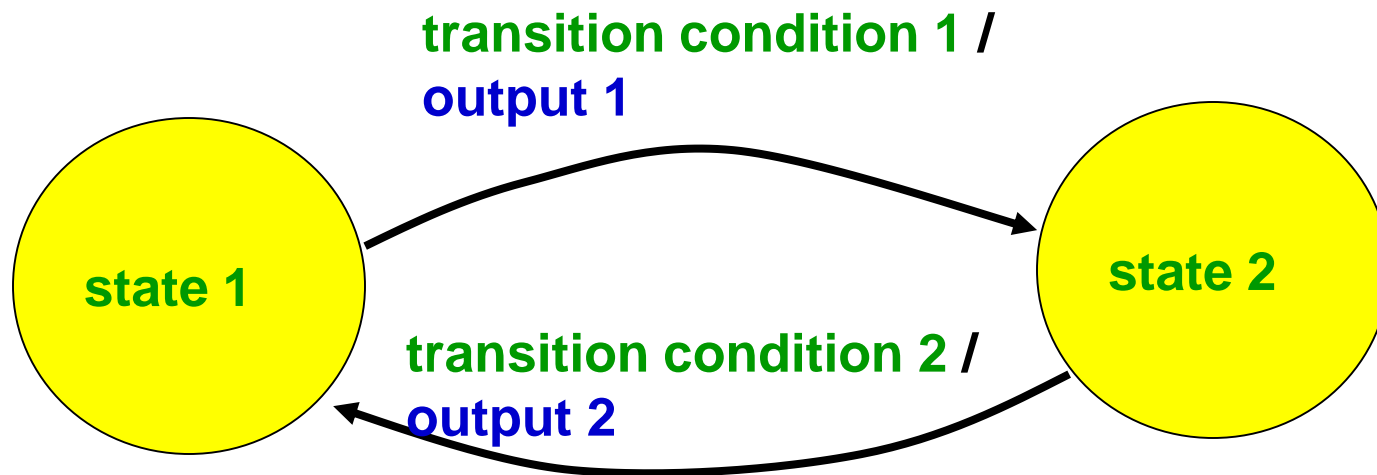 transition condition 1 /
output 1
state 1
state 2
transition condition 2 /
output 2